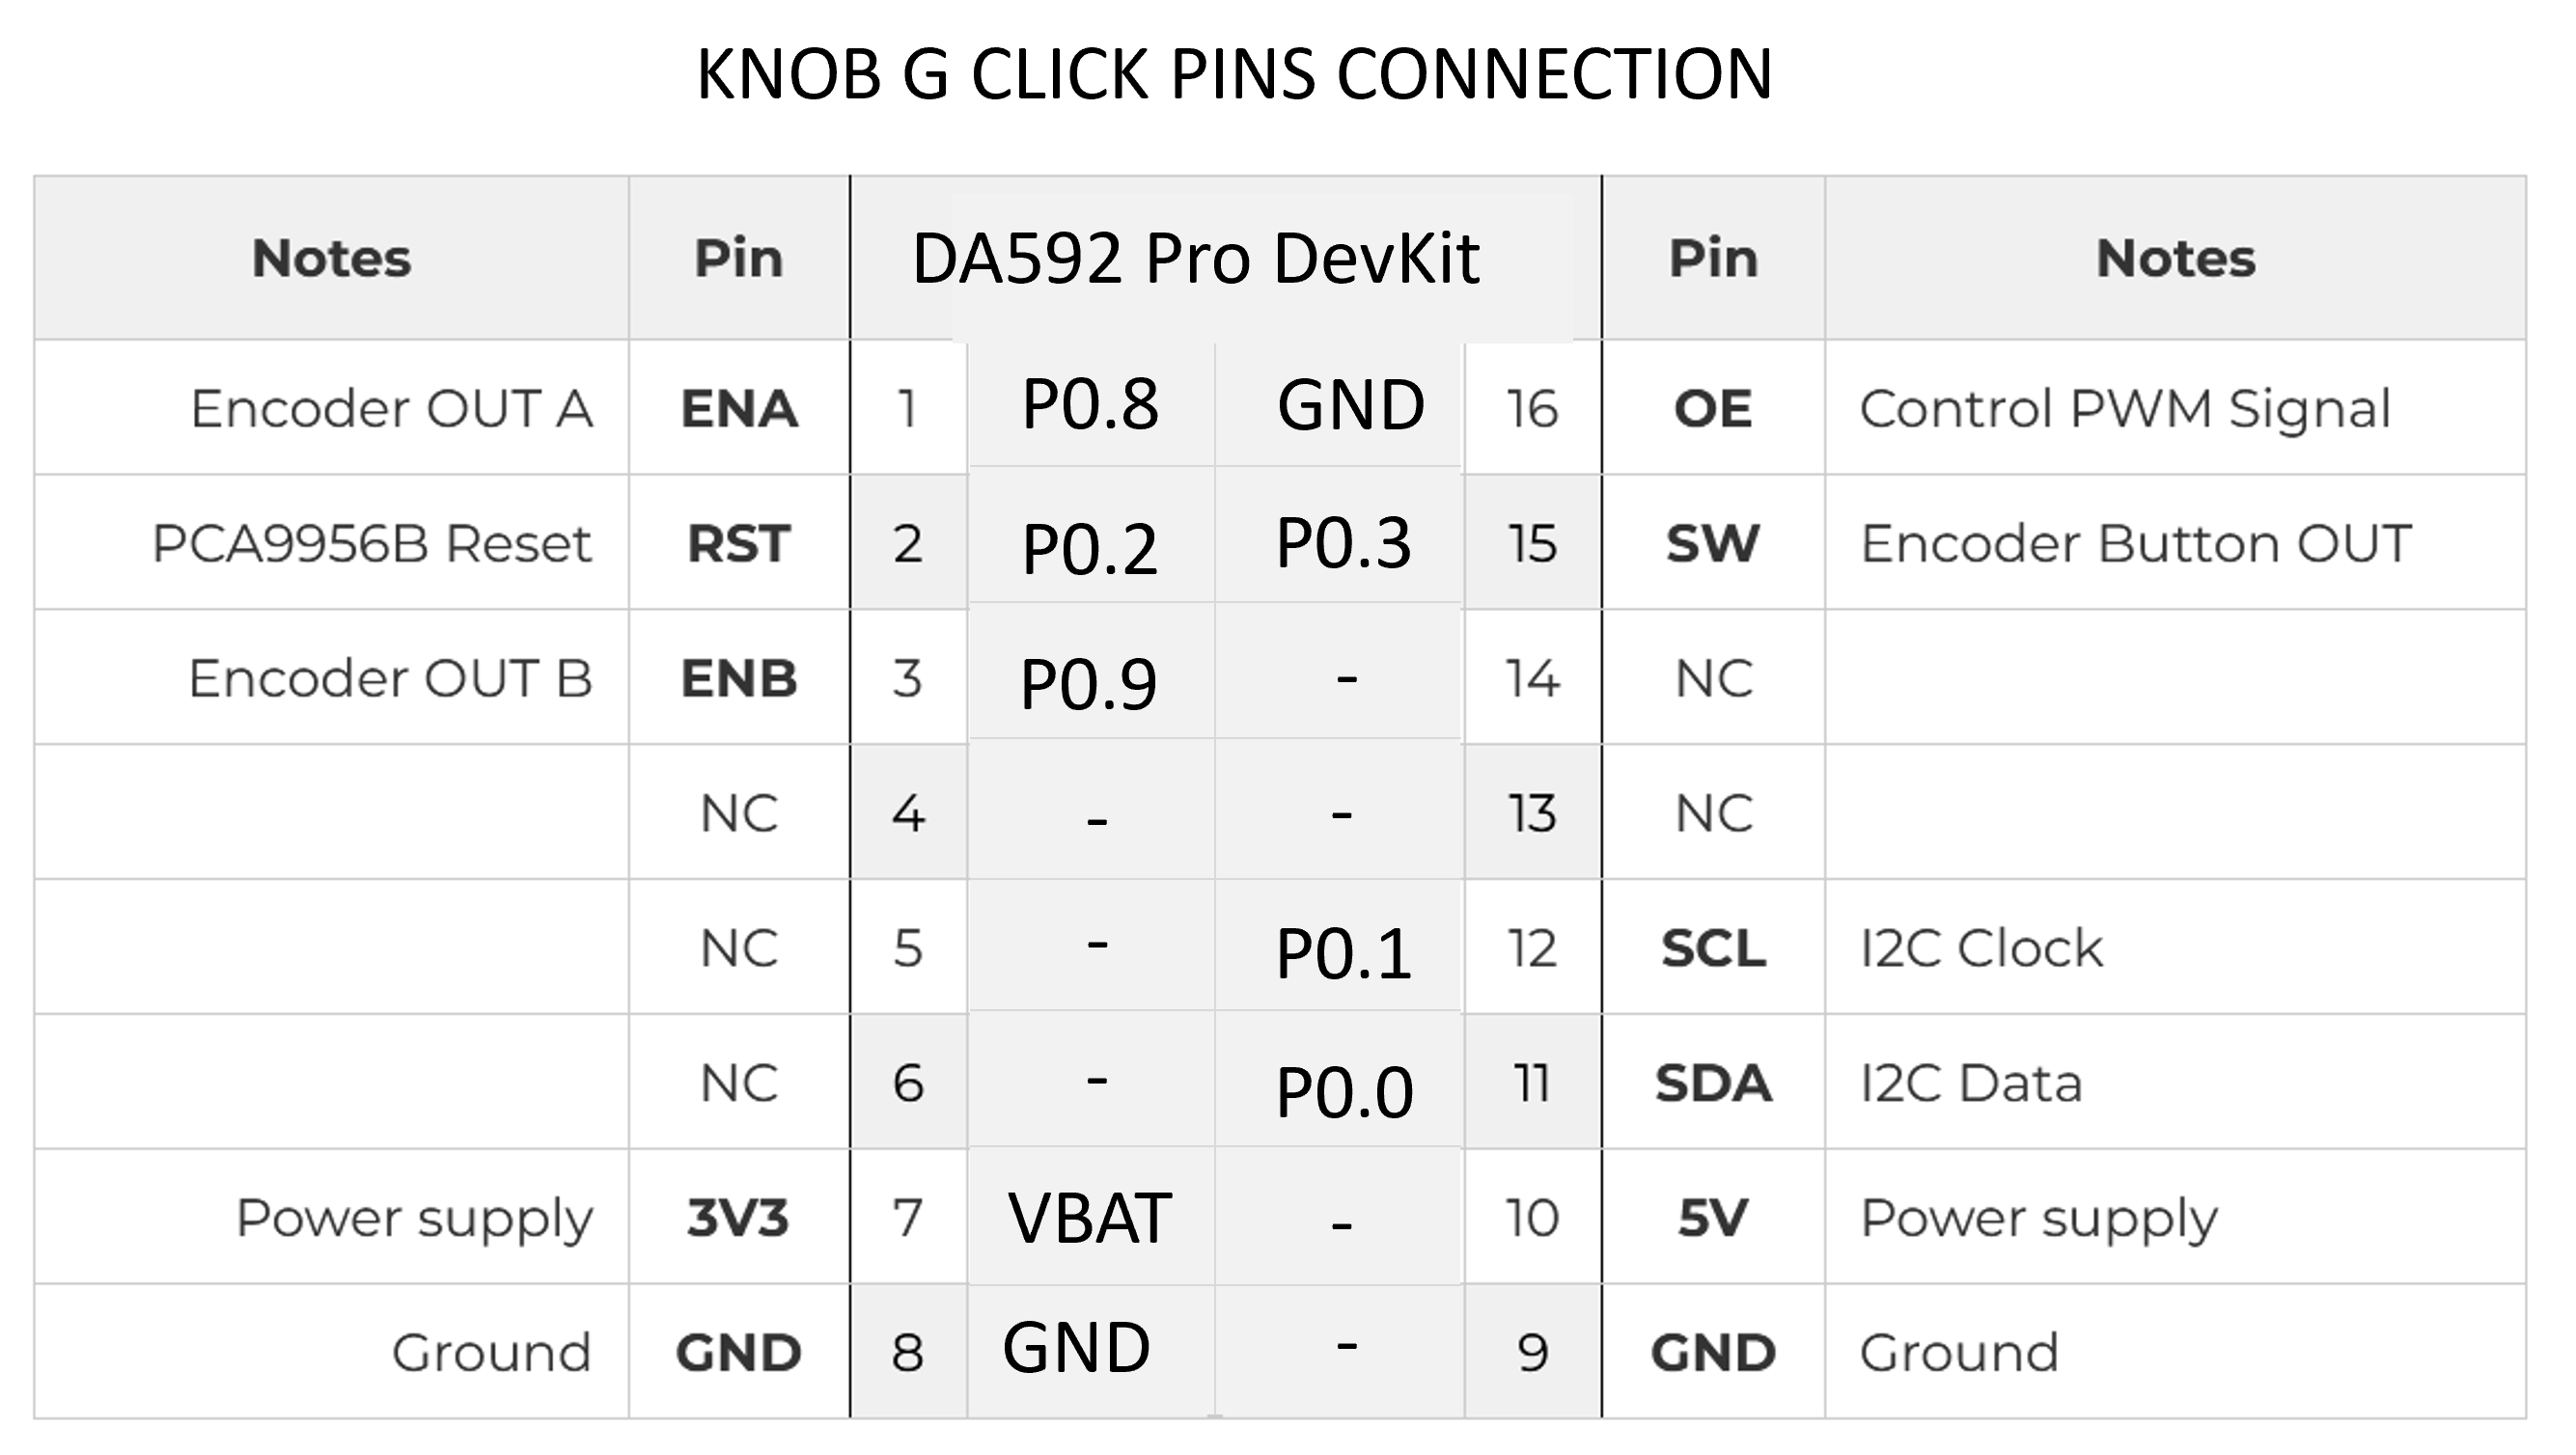 KNOB G CLICK PINS CONNECTION
Notes Pin DA592 Pro DevKit Pin Notes
Encoder OUT A ENA 1 P0.8 GND 16 OE Control PWM Signal
PCA9956B Reset RST 2 P0.2 P0.3 15 SW Encoder Button OUT
Encoder OUT B ENB 3 P0.9 - 14 NC
NC 4 - - 13 NC
NC 5 - P0.1 12 SCL I2C Clock
NC 6 - P0.0 11 SDA I2C Data
Power supply 3V3 7 VBAT - 10 5V Power supply
Ground GND 8 GND - 9 GND Ground